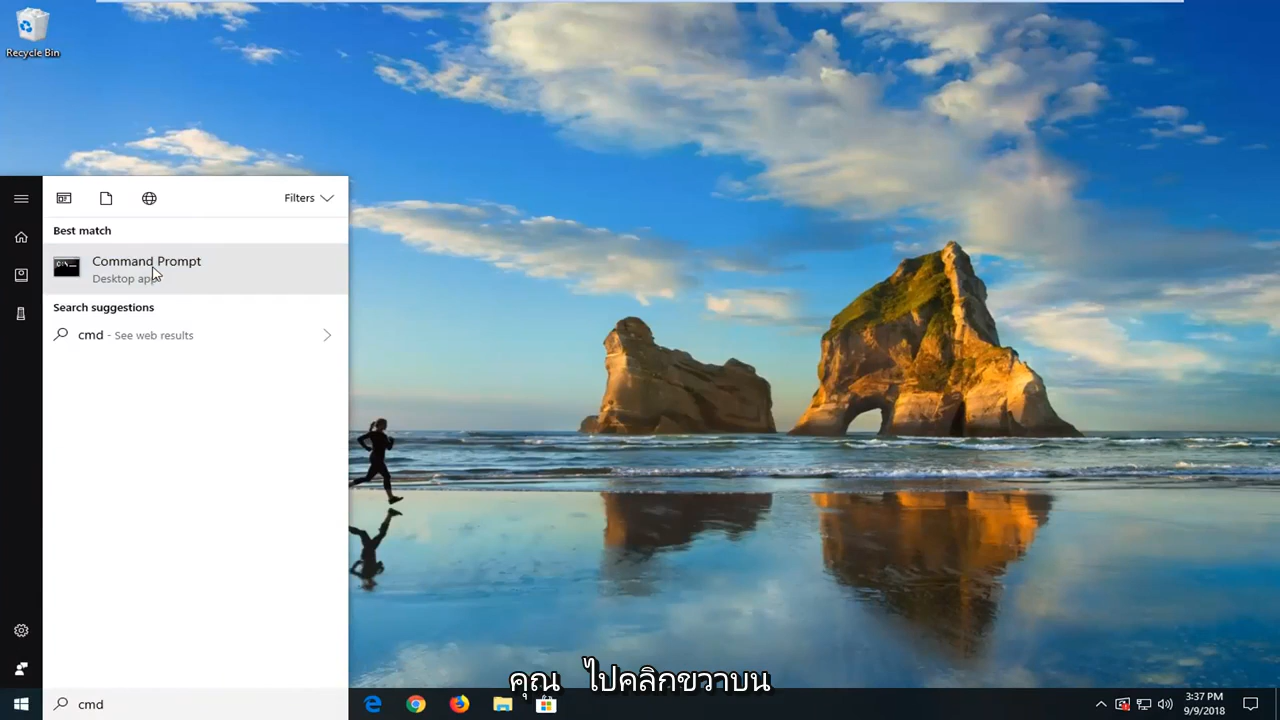 Recycle Bin
Filters
Best match
Command Prompt
Desktop app
Search suggestions
cmd - See web results
คุณ ไปคลิกขวาบน
cmd
3:37 PM
9/9/2018